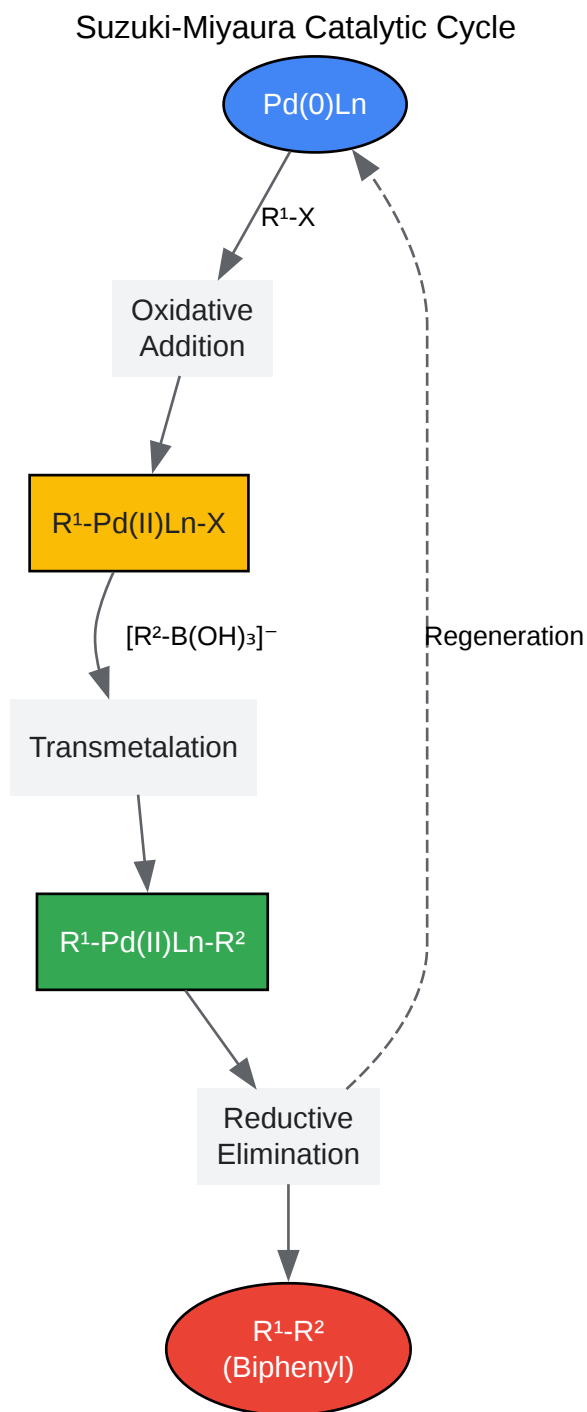 Suzuki-Miyaura Catalytic Cycle
Pd(0)Ln
R¹-X
Oxidative
Addition
R¹-Pd(II)Ln-X
[R²-B(OH)₃]⁻
Regeneration
Transmetalation
R¹-Pd(II)Ln-R²
Reductive
Elimination
R¹-R²
(Biphenyl)